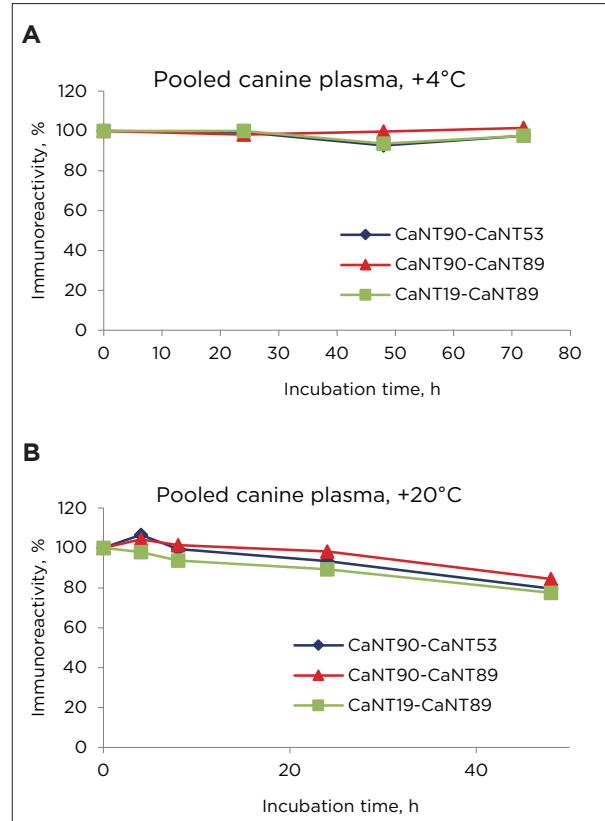 A
Pooled canine plasma, +4°C
Immunoreactivity, %
120
100
80
60
40
20
0
CaNT90-CaNT53
CaNT90-CaNT89
CaNT19-CaNT89
0 10 20 30 40 50 60 70 80
Incubation time, h
B
Pooled canine plasma, +20°C
Immunoreactivity, %
120
100
80
60
40
20
0
CaNT90-CaNT53
CaNT90-CaNT89
CaNT19-CaNT89
0 20 40
Incubation time, h